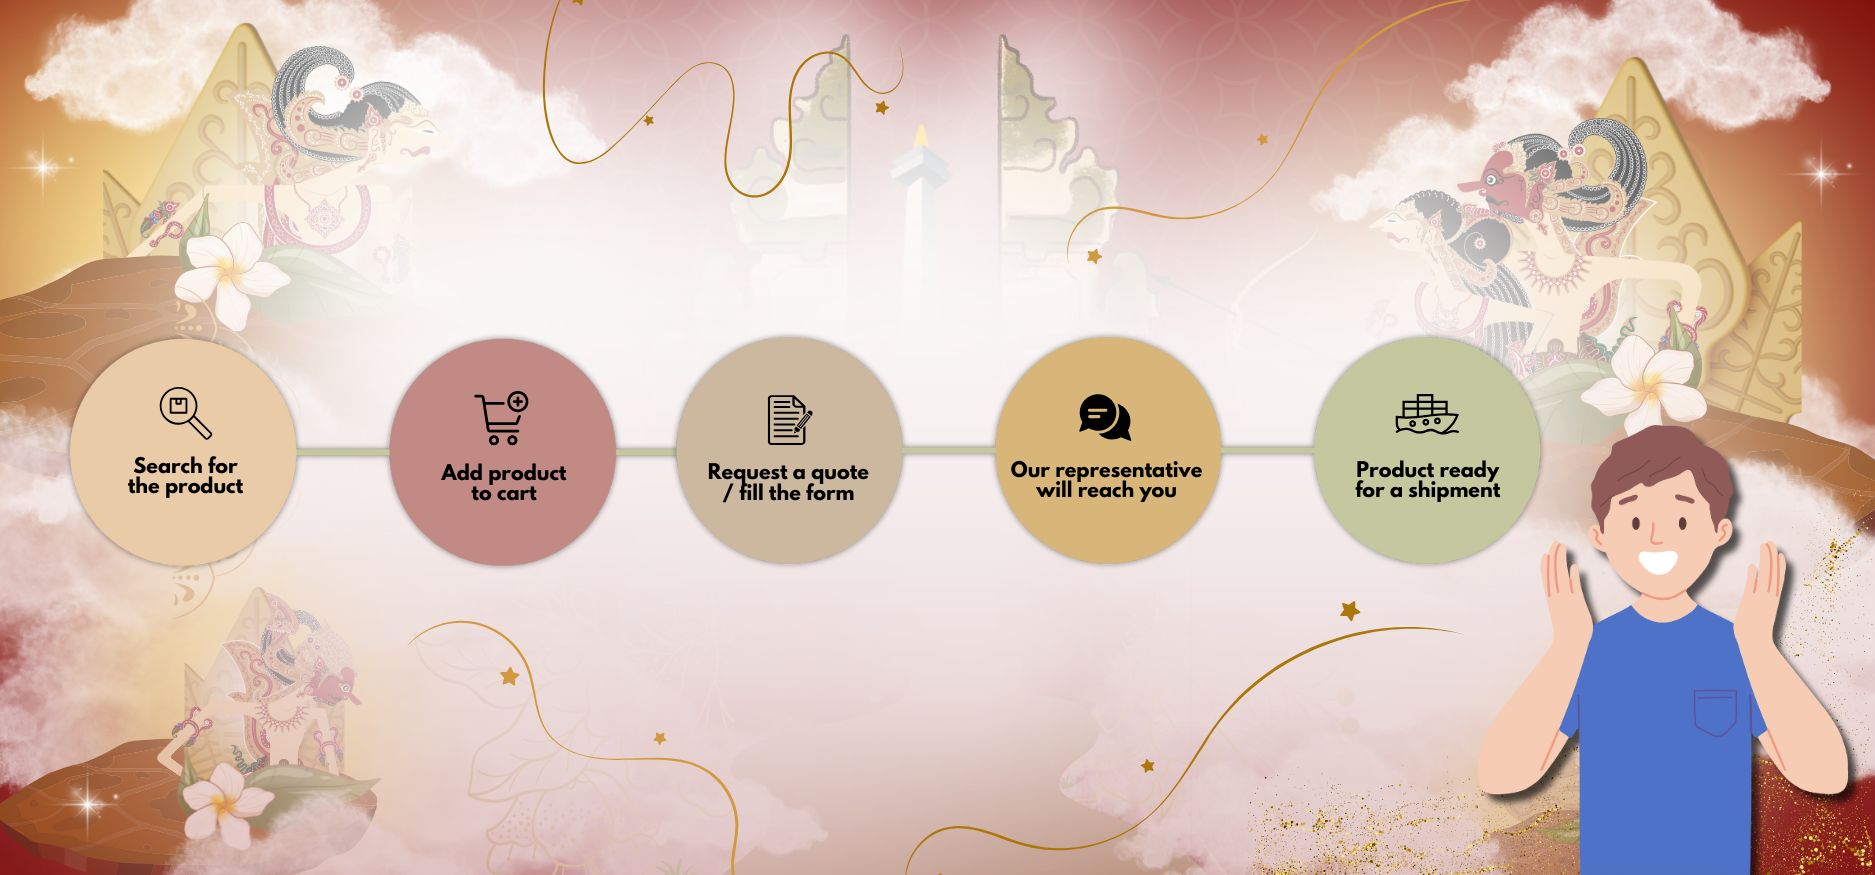 Search for
the product
Add product
to cart
Request a quote
/ fill the form
Our representative
will reach you
Product ready
for a shipment